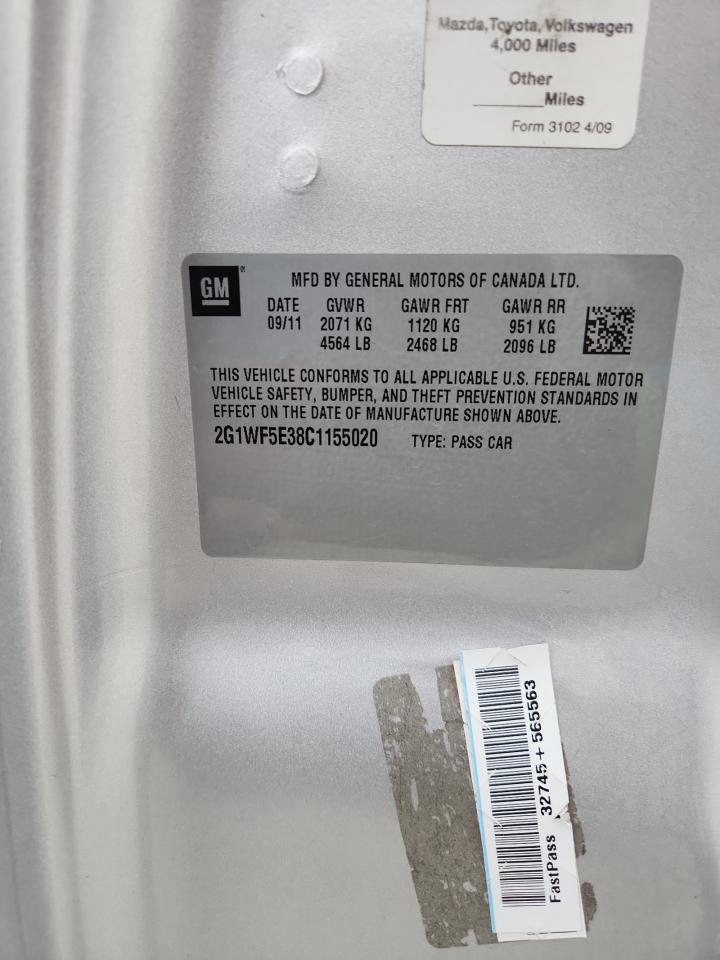 Mazda, Toyota, Volkswagen
4,000 Miles
Other
______Miles
Form 3102 4/09
GM®
MFD BY GENERAL MOTORS OF CANADA LTD.
DATE GVWR GAWR FRT GAWR RR
09/11 2071 KG 1120 KG 951 KG
4564 LB 2468 LB 2096 LB
THIS VEHICLE CONFORMS TO ALL APPLICABLE U.S. FEDERAL MOTOR
VEHICLE SAFETY, BUMPER, AND THEFT PREVENTION STANDARDS IN
EFFECT ON THE DATE OF MANUFACTURE SHOWN ABOVE.
2G1WF5E38C1155020 TYPE: PASS CAR
FastPass 32745+565563